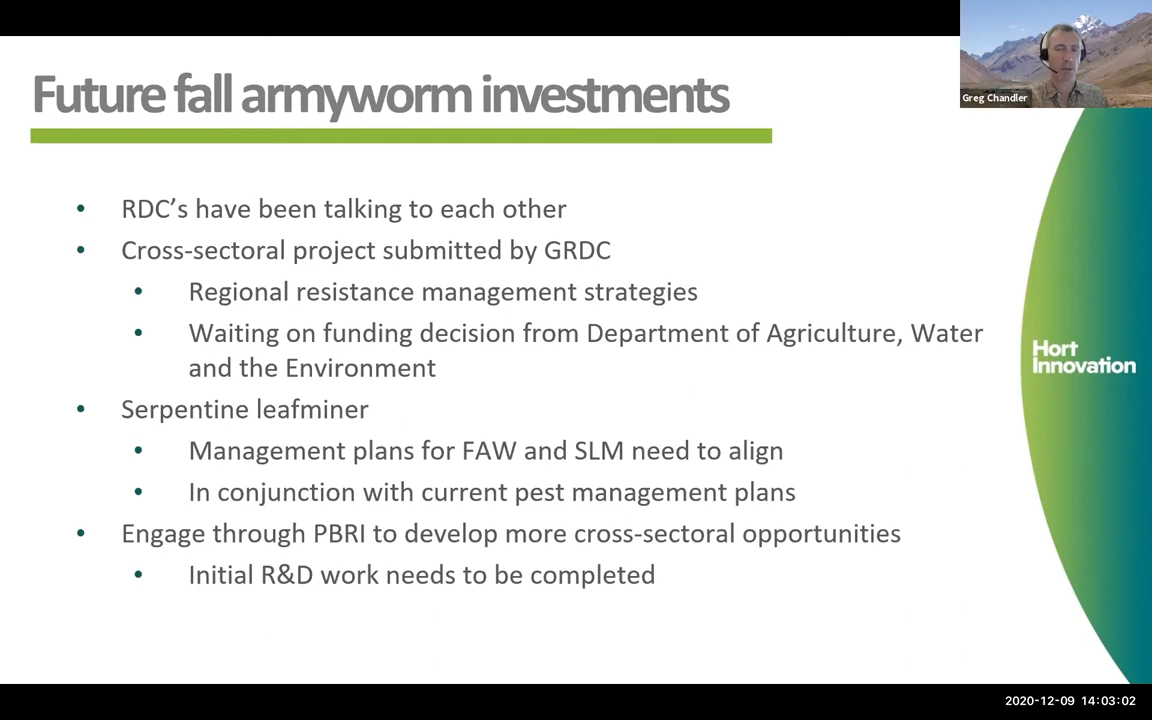 Future fall armyworm investments
Greg Chandler
• RDC’s have been talking to each other
• Cross-sectoral project submitted by GRDC
• Regional resistance management strategies
• Waiting on funding decision from Department of Agriculture, Water
and the Environment
• Serpentine leafminer
• Management plans for FAW and SLM need to align
• In conjunction with current pest management plans
• Engage through PBRI to develop more cross-sectoral opportunities
• Initial R&D work needs to be completed
Hort
Innovation
2020-12-09 14:03:02